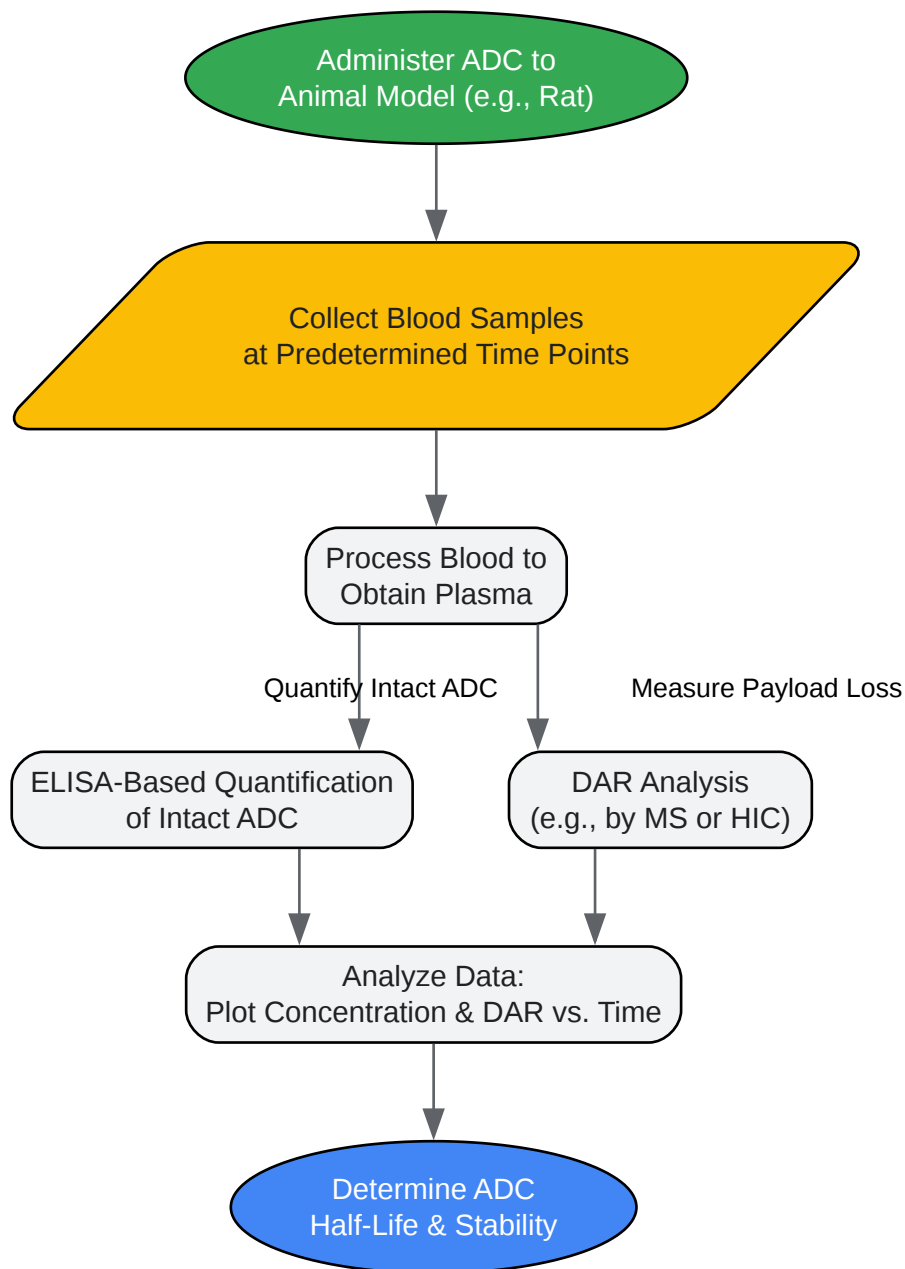 Administer ADC to
Animal Model (e.g., Rat)
Collect Blood Samples
at Predetermined Time Points
Process Blood to
Obtain Plasma
Quantify Intact ADC
Measure Payload Loss
ELISA-Based Quantification
of Intact ADC
DAR Analysis
(e.g., by MS or HIC)
Analyze Data:
Plot Concentration & DAR vs. Time
Determine ADC
Half-Life & Stability